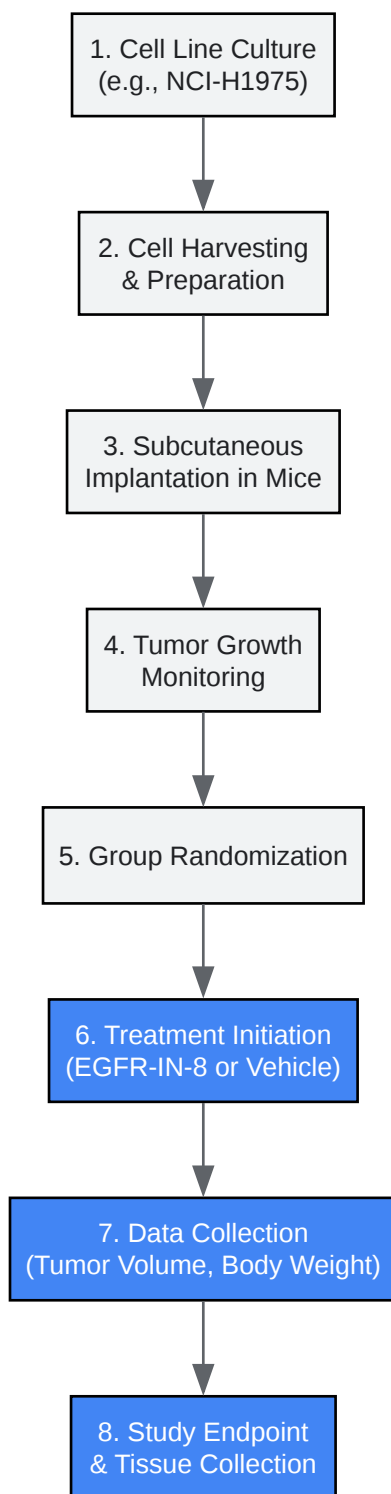 1. Cell Line Culture
(e.g., NCI-H1975)
2. Cell Harvesting
& Preparation
3. Subcutaneous
Implantation in Mice
4. Tumor Growth
Monitoring
5. Group Randomization
6. Treatment Initiation
(EGFR-IN-8 or Vehicle)
7. Data Collection
(Tumor Volume, Body Weight)
8. Study Endpoint
& Tissue Collection